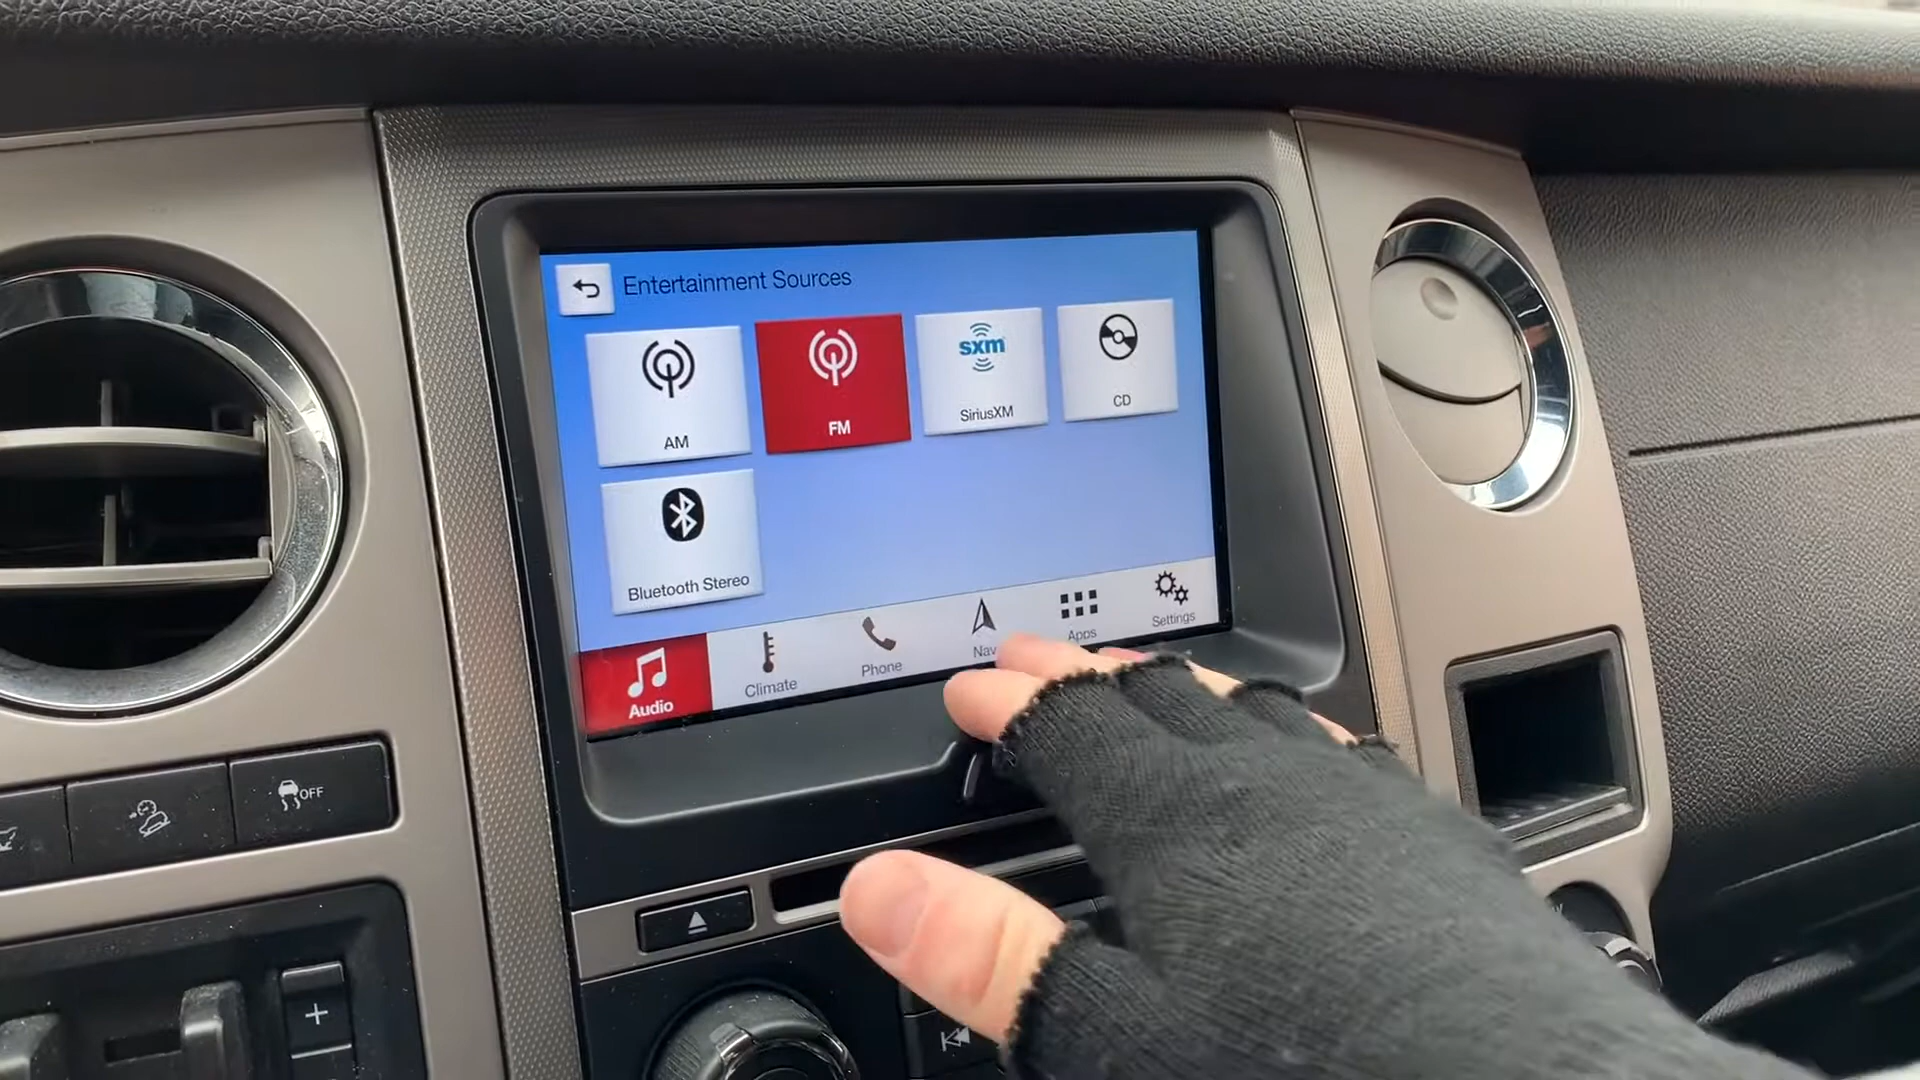 Entertainment Sources
AM
FM
sxm
SiriusXM
CD
Bluetooth Stereo
Audio
Climate
Phone
Nav
Apps
Settings
OFF
+